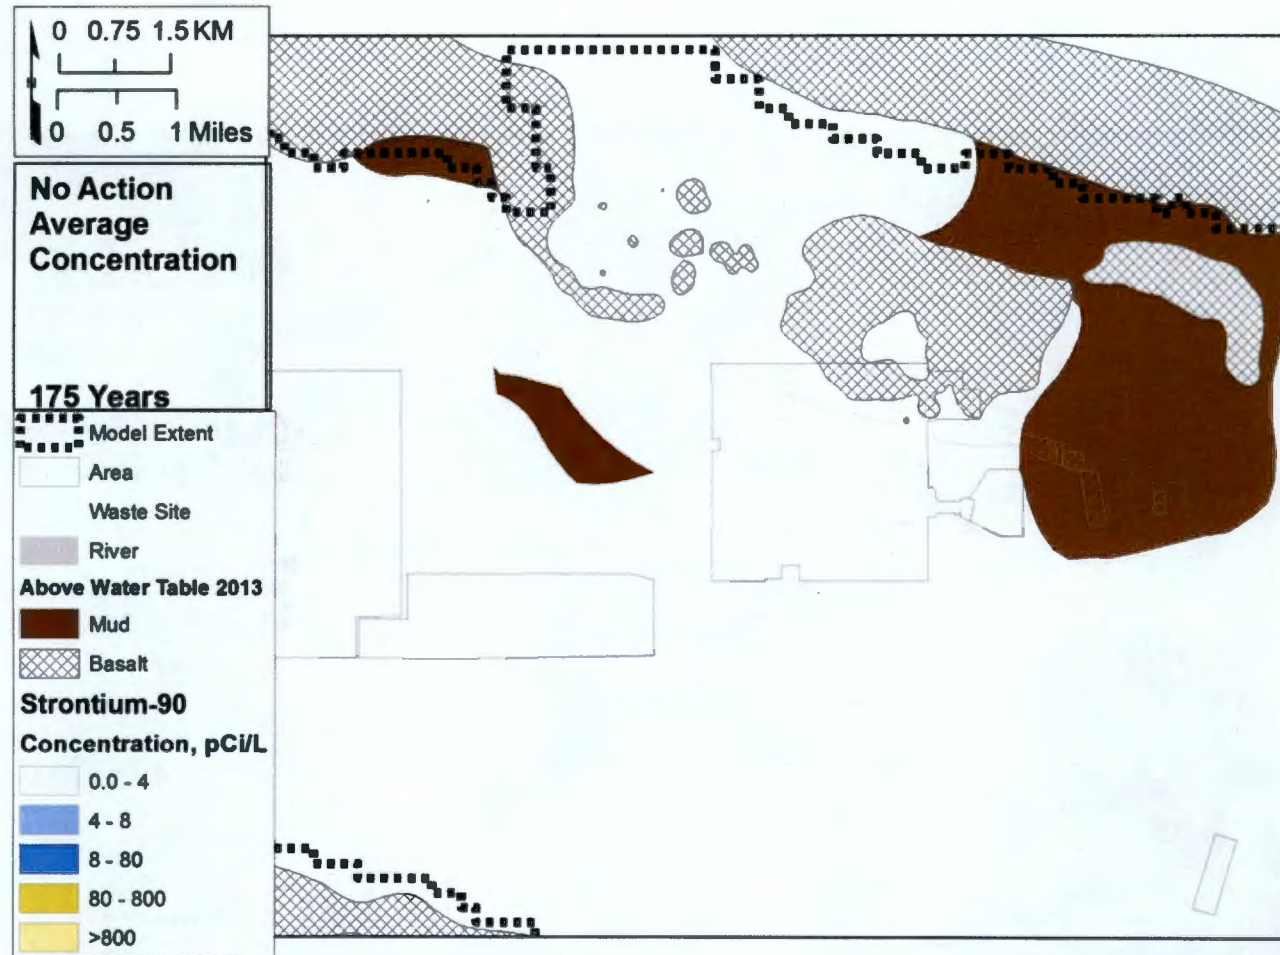 0 0.75 1.5 KM
0 0.5 1 Miles
No Action
Average
Concentration
175 Years
Model Extent
Area
Waste Site
River
Above Water Table 2013
Mud
Basalt
Strontium-90
Concentration, pCi/L
0.0 - 4
4 - 8
8 - 80
80 - 800
>800